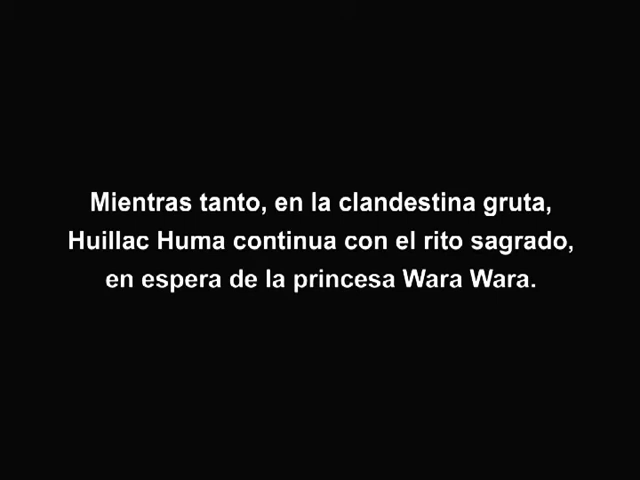 Mientras tanto, en la clandestina gruta,
Huillac Huma continua con el rito sagrado,
en espera de la princesa Wara Wara.